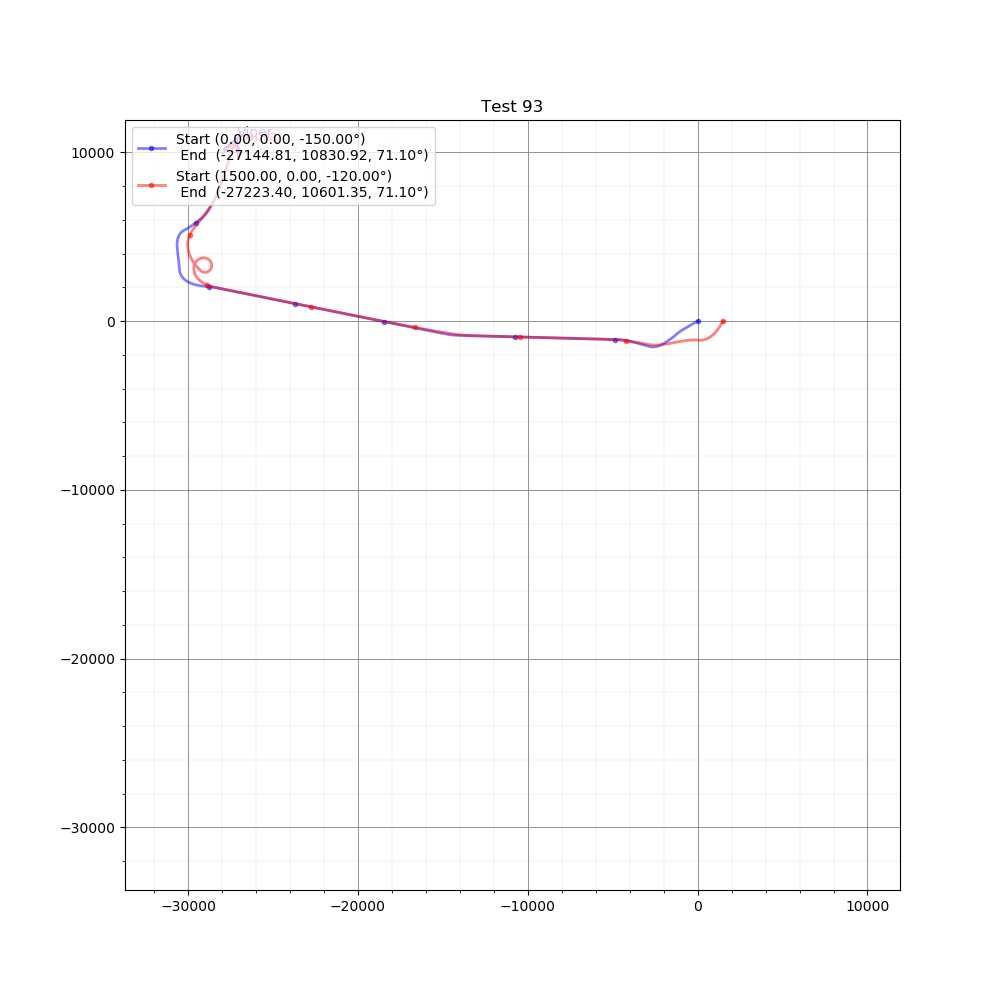 Test 93
Viper
Start (0.00, 0.00, -150.00°)
End (-27144.81, 10830.92, 71.10°)
Start (1500.00, 0.00, -120.00°)
End (-27223.40, 10601.35, 71.10°)
10000
0
−10000
−20000
−30000
−30000
−20000
−10000
0
10000